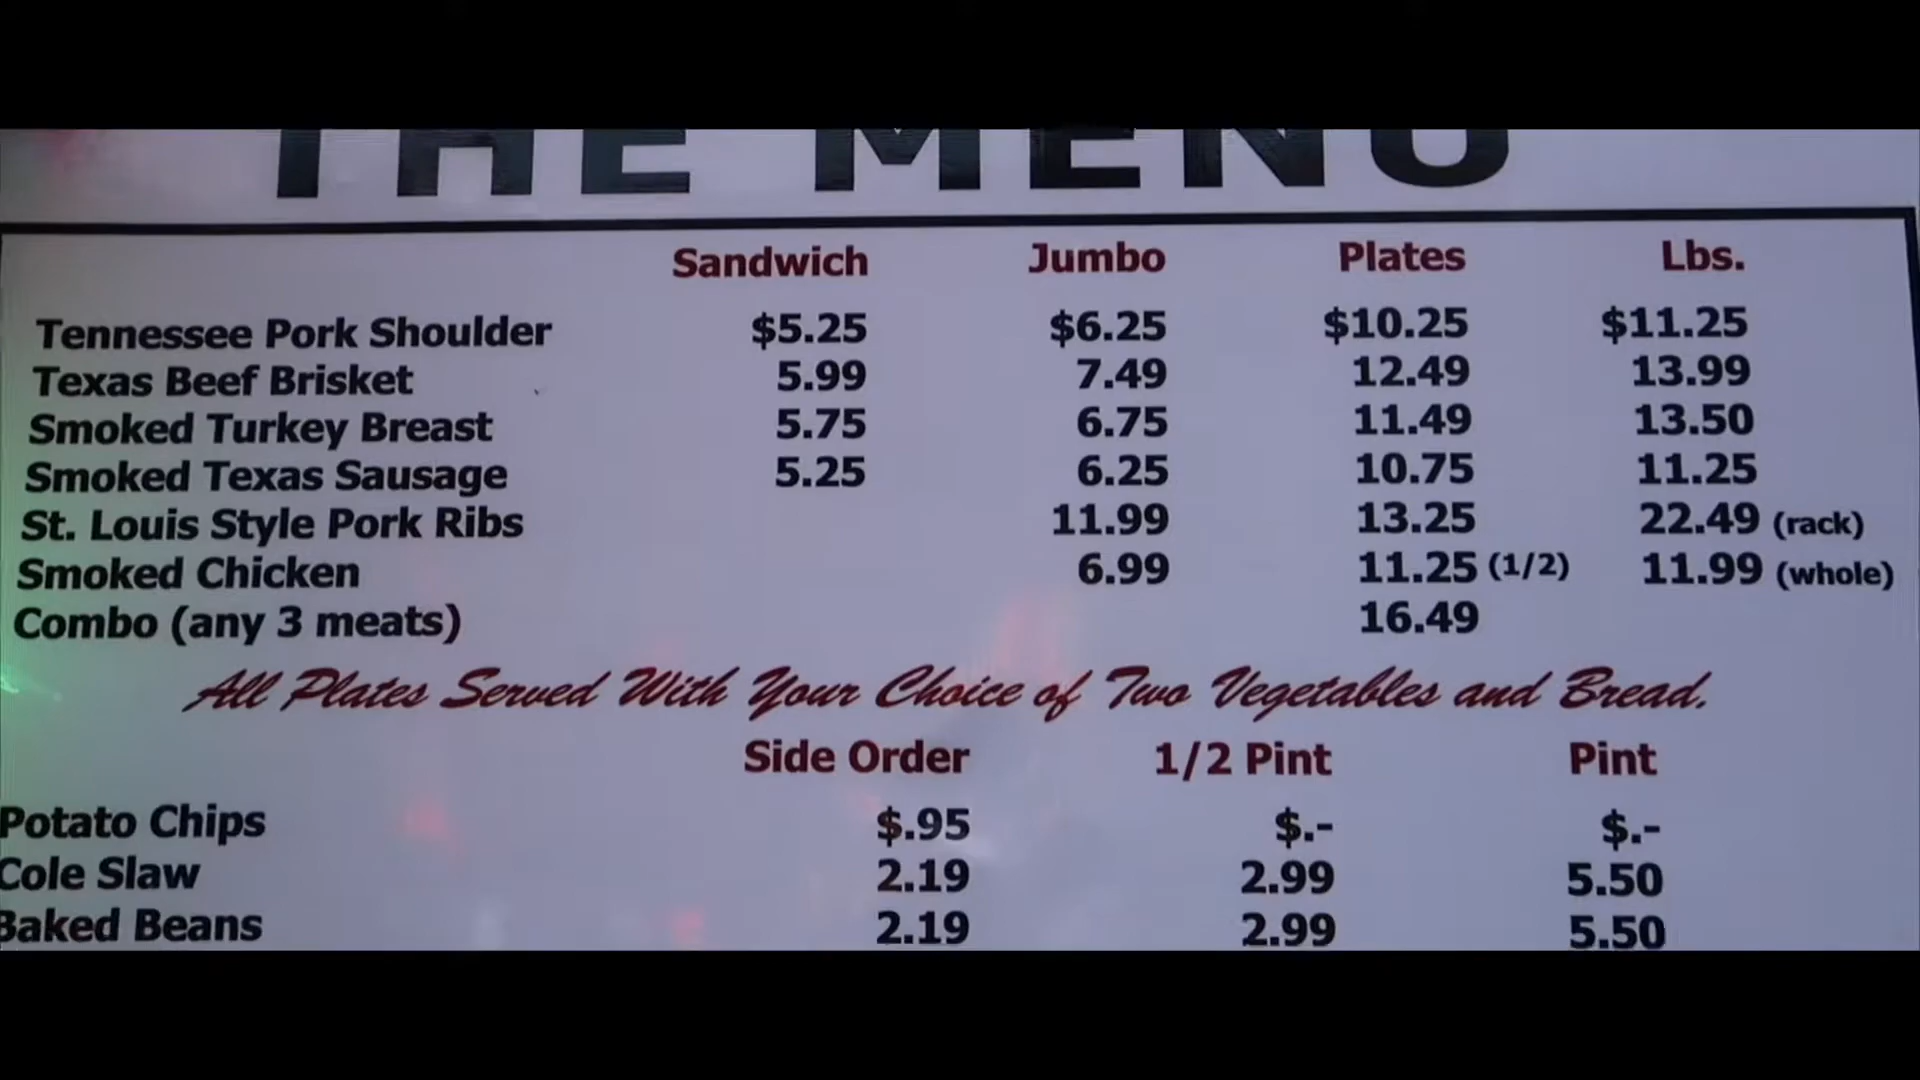 THE MENU
Sandwich Jumbo Plates Lbs.
Tennessee Pork Shoulder $5.25 $6.25 $10.25 $11.25
Texas Beef Brisket 5.99 7.49 12.49 13.99
Smoked Turkey Breast 5.75 6.75 11.49 13.50
Smoked Texas Sausage 5.25 6.25 10.75 11.25
St. Louis Style Pork Ribs 11.99 13.25 22.49 (rack)
Smoked Chicken 6.99 11.25 (1/2) 11.99 (whole)
Combo (any 3 meats) 16.49
All Plates Served With Your Choice of Two Vegetables and Bread.
Side Order 1/2 Pint Pint
Potato Chips $.95 $.- $.-
Cole Slaw 2.19 2.99 5.50
Baked Beans 2.19 2.99 5.50